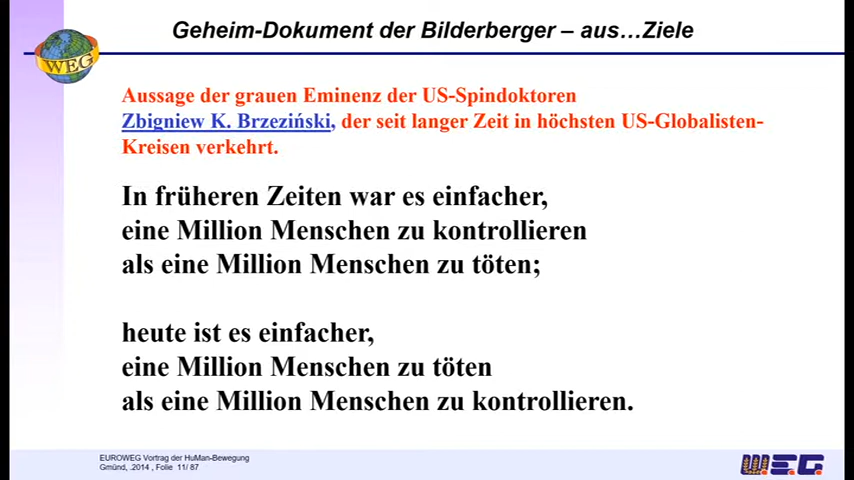 Geheim-Dokument der Bilderberger – aus…Ziele
WEG
Aussage der grauen Eminenz der US-Spindoktoren
Zbigniew K. Brzeziński, der seit langer Zeit in höchsten US-Globalisten-
Kreisen verkehrt.
In früheren Zeiten war es einfacher,
eine Million Menschen zu kontrollieren
als eine Million Menschen zu töten;
heute ist es einfacher,
eine Million Menschen zu töten
als eine Million Menschen zu kontrollieren.
EUROWEG Vortrag der HuMan-Bewegung
Gmünd, .2014 , Folie 11/ 87
W.E.G.